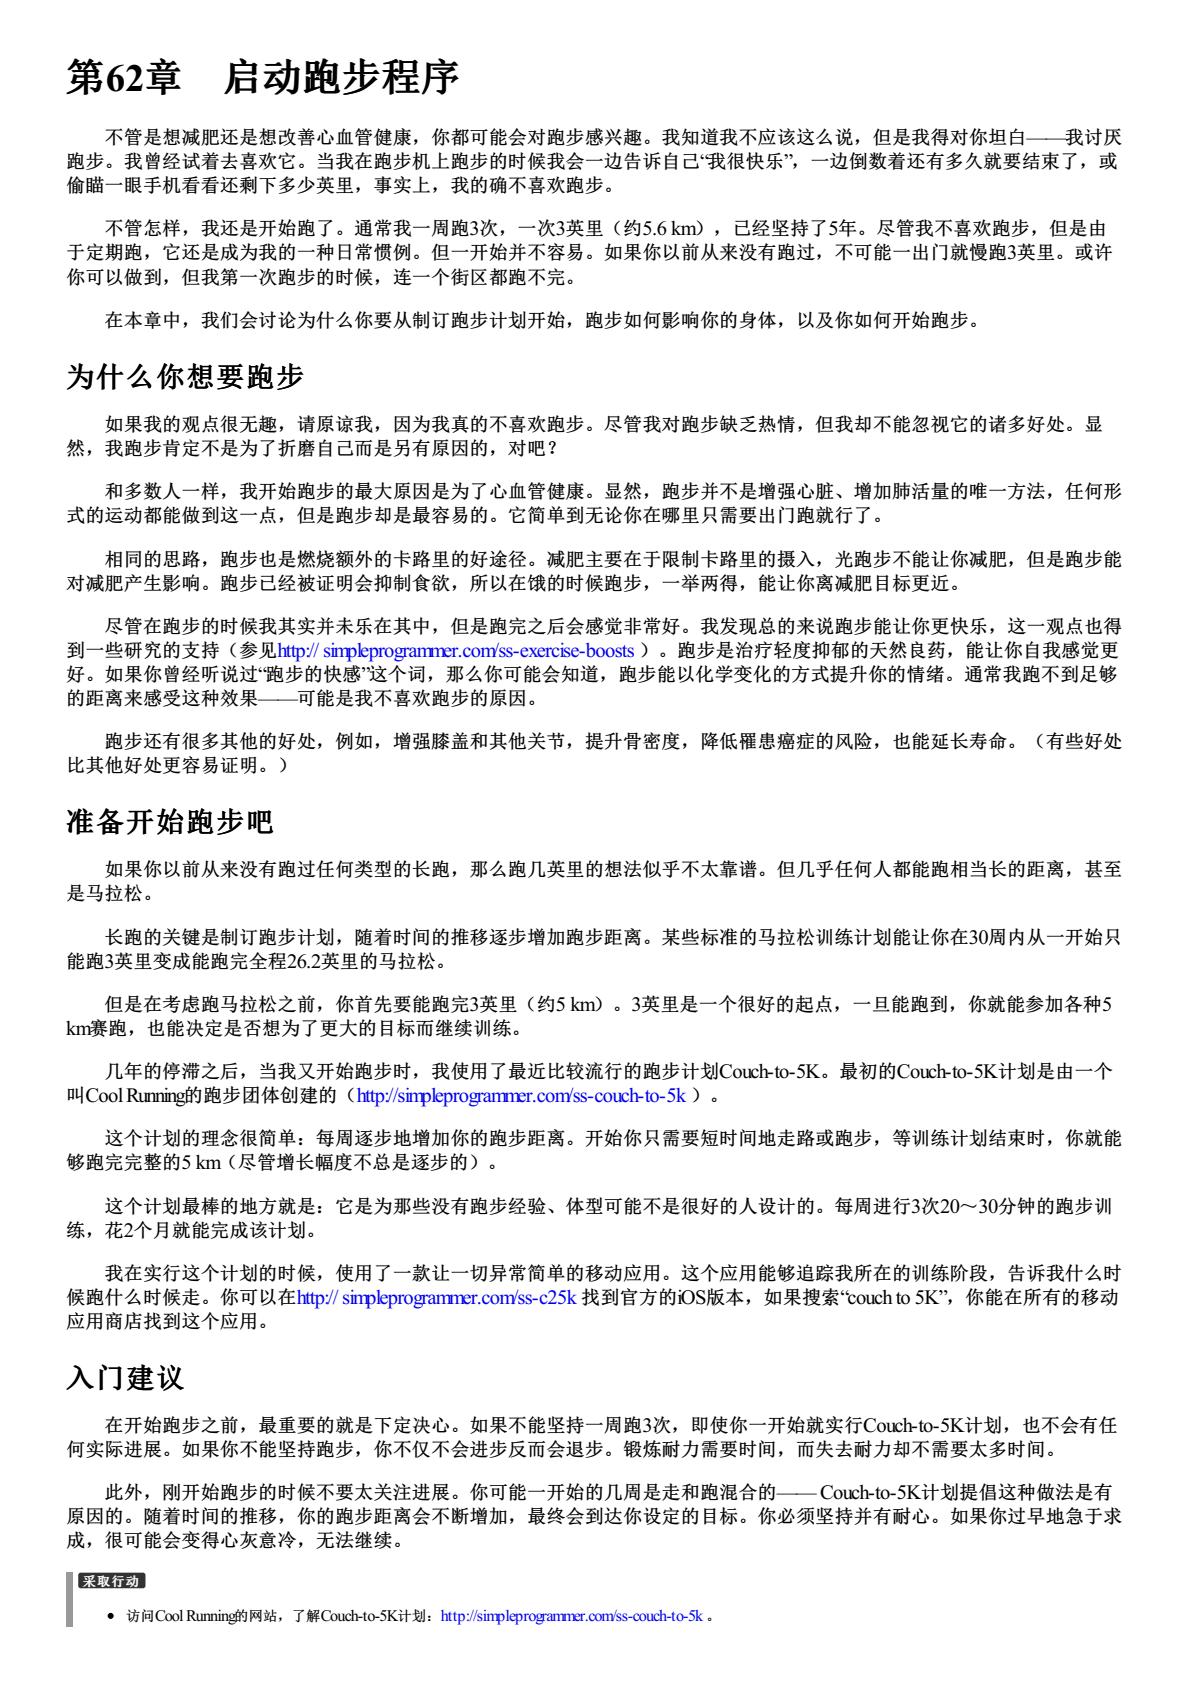 第62章　启动跑步程序
不管是想减肥还是想改善心血管健康，你都可能会对跑步感兴趣。我知道我不应该这么说，但是我得对你坦白——我讨厌
跑步。我曾经试着去喜欢它。当我在跑步机上跑步的时候我会一边告诉自己“我很快乐”，一边倒数着还有多久就要结束了，或
偷瞄一眼手机看看还剩下多少英里，事实上，我的确不喜欢跑步。
不管怎样，我还是开始跑了。通常我一周跑3次，一次3英里（约5.6 km），已经坚持了5年。尽管我不喜欢跑步，但是由
于定期跑，它还是成为我的一种日常惯例。但一开始并不容易。如果你以前从来没有跑过，不可能一出门就慢跑3英里。或许
你可以做到，但我第一次跑步的时候，连一个街区都跑不完。
在本章中，我们会讨论为什么你要从制订跑步计划开始，跑步如何影响你的身体，以及你如何开始跑步。
为什么你想要跑步
如果我的观点很无趣，请原谅我，因为我真的不喜欢跑步。尽管我对跑步缺乏热情，但我却不能忽视它的诸多好处。显
然，我跑步肯定不是为了折磨自己而是另有原因的，对吧？
和多数人一样，我开始跑步的最大原因是为了心血管健康。显然，跑步并不是增强心脏、增加肺活量的唯一方法，任何形
式的运动都能做到这一点，但是跑步却是最容易的。它简单到无论你在哪里只需要出门跑就行了。
相同的思路，跑步也是燃烧额外的卡路里的好途径。减肥主要在于限制卡路里的摄入，光跑步不能让你减肥，但是跑步能
对减肥产生影响。跑步已经被证明会抑制食欲，所以在饿的时候跑步，一举两得，能让你离减肥目标更近。
尽管在跑步的时候我其实并未乐在其中，但是跑完之后会感觉非常好。我发现总的来说跑步能让你更快乐，这一观点也得
到一些研究的支持（参见http:// simpleprogrammer.com/ss-exercise-boosts ）。跑步是治疗轻度抑郁的天然良药，能让你自我感觉更
好。如果你曾经听说过“跑步的快感”这个词，那么你可能会知道，跑步能以化学变化的方式提升你的情绪。通常我跑不到足够
的距离来感受这种效果——可能是我不喜欢跑步的原因。
跑步还有很多其他的好处，例如，增强膝盖和其他关节，提升骨密度，降低罹患癌症的风险，也能延长寿命。（有些好处
比其他好处更容易证明。）
准备开始跑步吧
如果你以前从来没有跑过任何类型的长跑，那么跑几英里的想法似乎不太靠谱。但几乎任何人都能跑相当长的距离，甚至
是马拉松。
长跑的关键是制订跑步计划，随着时间的推移逐步增加跑步距离。某些标准的马拉松训练计划能让你在30周内从一开始只
能跑3英里变成能跑完全程26.2英里的马拉松。
但是在考虑跑马拉松之前，你首先要能跑完3英里（约5 km）。3英里是一个很好的起点，一旦能跑到，你就能参加各种5
km赛跑，也能决定是否想为了更大的目标而继续训练。
几年的停滞之后，当我又开始跑步时，我使用了最近比较流行的跑步计划Couch-to-5K。最初的Couch-to-5K计划是由一个
叫Cool Running的跑步团体创建的（http://simpleprogrammer.com/ss-couch-to-5k ）。
这个计划的理念很简单：每周逐步地增加你的跑步距离。开始你只需要短时间地走路或跑步，等训练计划结束时，你就能
够跑完完整的5 km（尽管增长幅度不总是逐步的）。
这个计划最棒的地方就是：它是为那些没有跑步经验、体型可能不是很好的人设计的。每周进行3次20～30分钟的跑步训
练，花2个月就能完成该计划。
我在实行这个计划的时候，使用了一款让一切异常简单的移动应用。这个应用能够追踪我所在的训练阶段，告诉我什么时
候跑什么时候走。你可以在http:// simpleprogrammer.com/ss-c25k 找到官方的iOS版本，如果搜索“couch to 5K”，你能在所有的移动
应用商店找到这个应用。
入门建议
在开始跑步之前，最重要的就是下定决心。如果不能坚持一周跑3次，即使你一开始就实行Couch-to-5K计划，也不会有任
何实际进展。如果你不能坚持跑步，你不仅不会进步反而会退步。锻炼耐力需要时间，而失去耐力却不需要太多时间。
此外，刚开始跑步的时候不要太关注进展。你可能一开始的几周是走和跑混合的—— Couch-to-5K计划提倡这种做法是有
原因的。随着时间的推移，你的跑步距离会不断增加，最终会到达你设定的目标。你必须坚持并有耐心。如果你过早地急于求
成，很可能会变得心灰意冷，无法继续。
采取行动
● 访问Cool Running的网站，了解Couch-to-5K计划：http://simpleprogrammer.com/ss-couch-to-5k 。